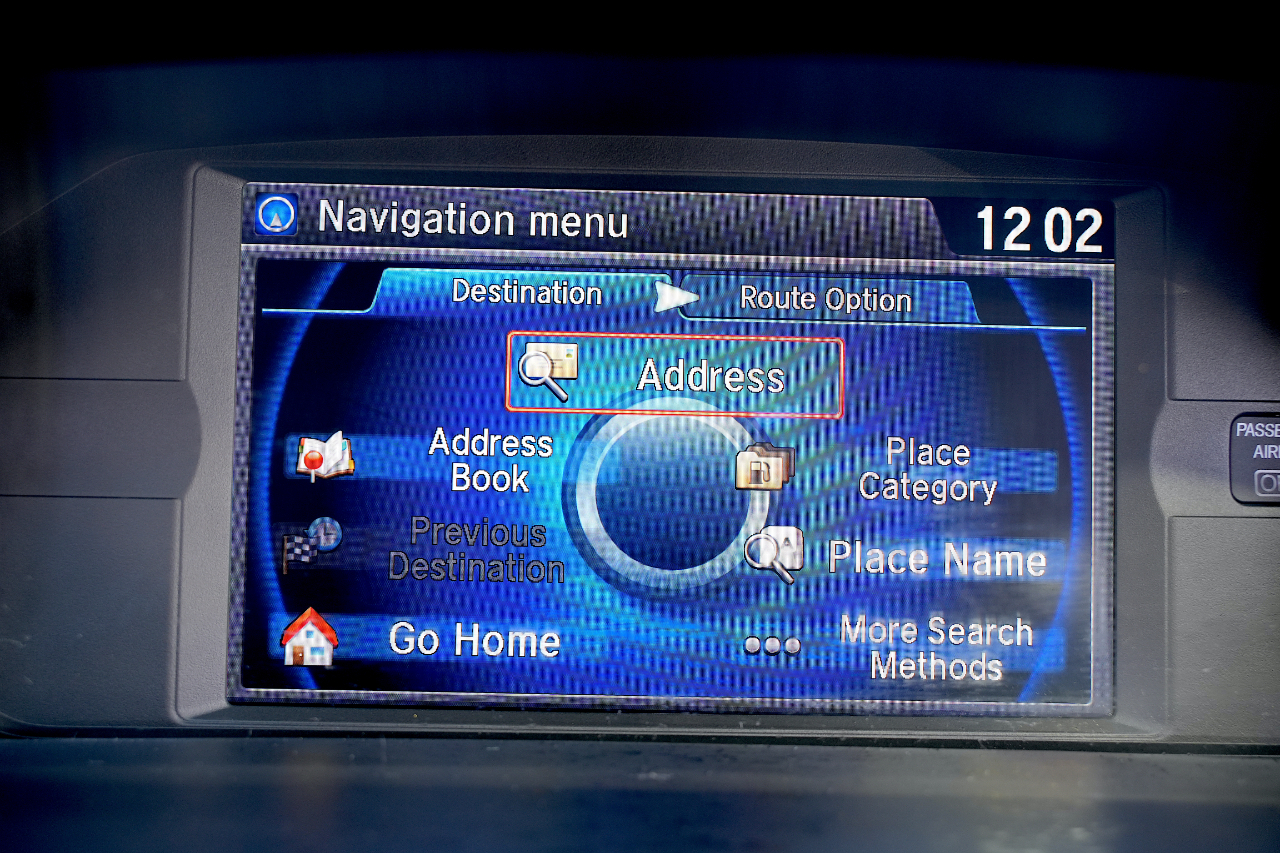 Navigation menu
12 02
Destination
Route Option
Address
Address
Book
Place
Category
Previous
Destination
Place Name
Go Home
More Search
Methods